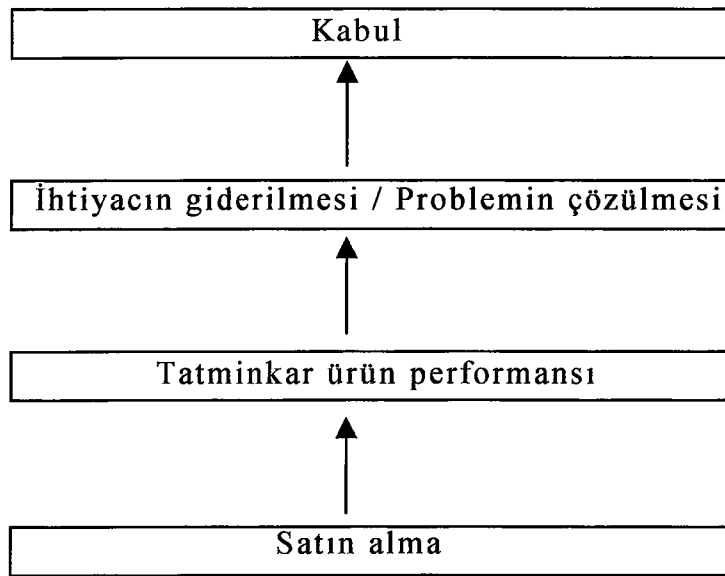 Kabul
İhtiyacın giderilmesi / Problemin çözülmesi
Tatminkar ürün performansı
Satın alma